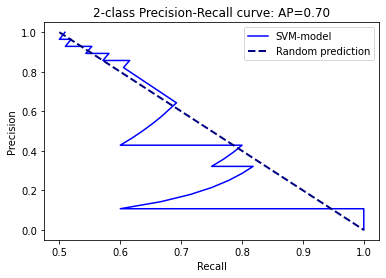 2-class Precision-Recall curve: AP=0.70
SVM-model
Random prediction
Precision
1.0
0.8
0.6
0.4
0.2
0.0
0.5
0.6
0.7
0.8
0.9
1.0
Recall